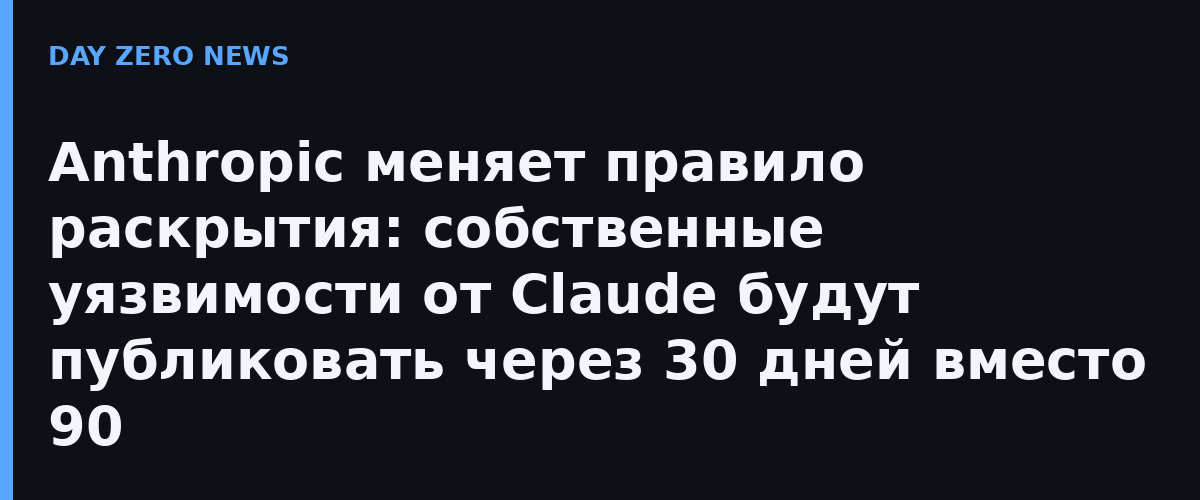 DAY ZERO NEWS
Anthropic меняет правило
раскрытия: собственные
уязвимости от Claude будут
публиковать через 30 дней вместо
90